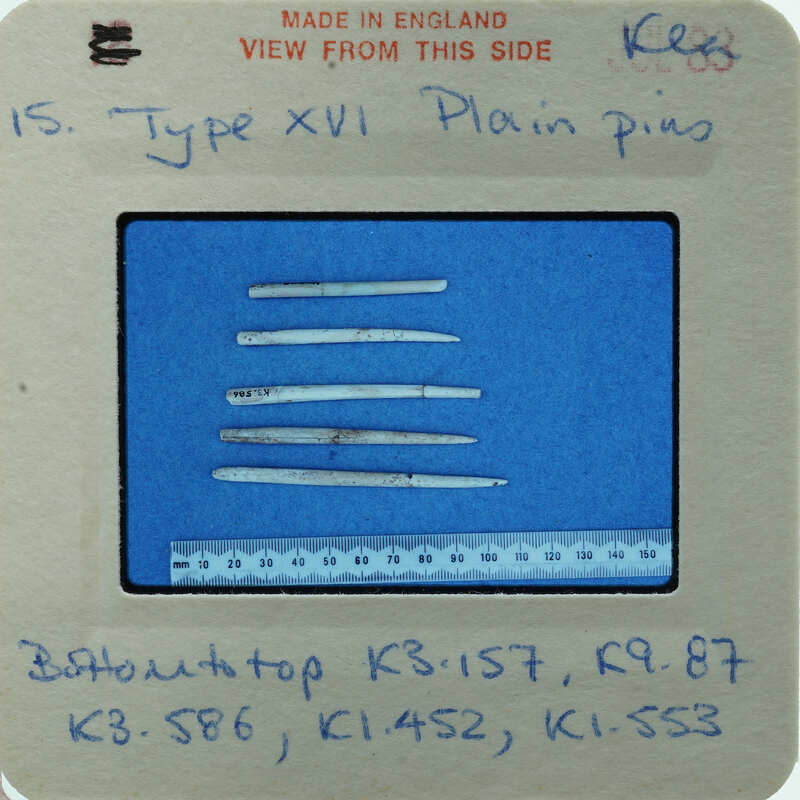 MADE IN ENGLAND
VIEW FROM THIS SIDE
Kea
15. Type XVI Plain pins
K3.586
mm 10 20 30 40 50 60 70 80 90 100 110 120 130 140 150
Bottom to top K3.157, K9.87
K3.586, K1.452, K1.553